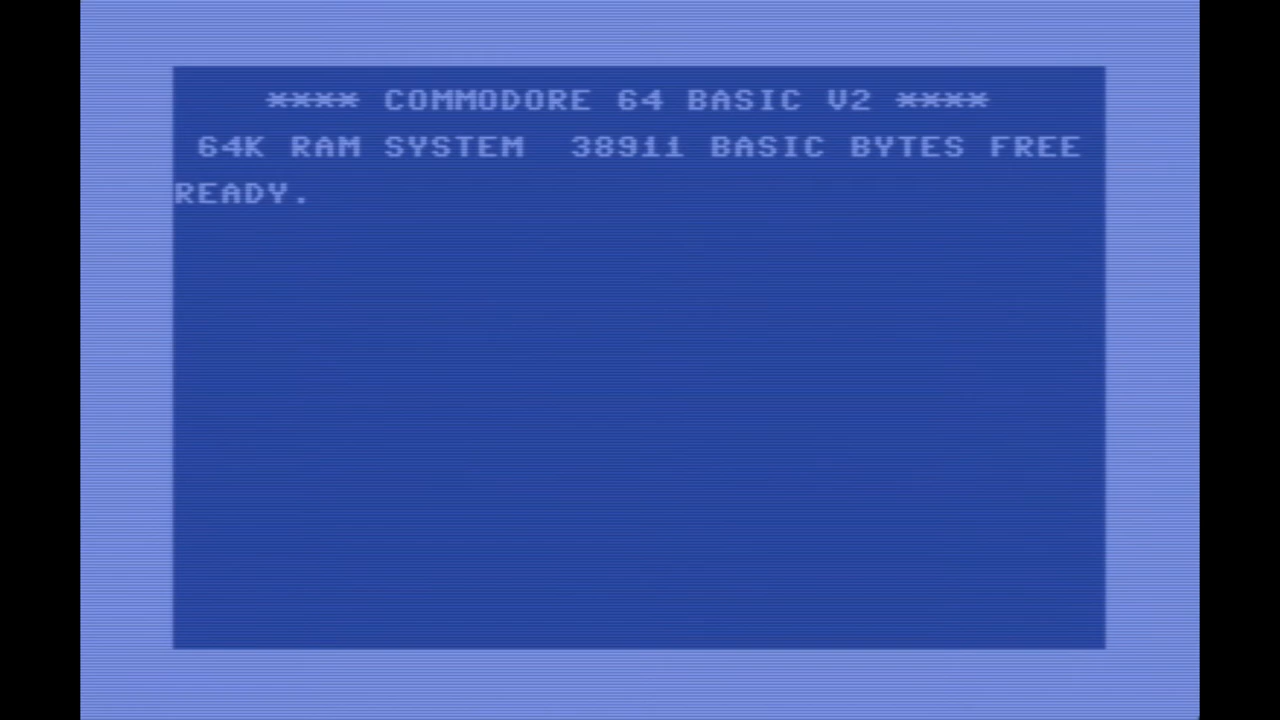 **** COMMODORE 64 BASIC V2 ****
64K RAM SYSTEM  38911 BASIC BYTES FREE
READY.